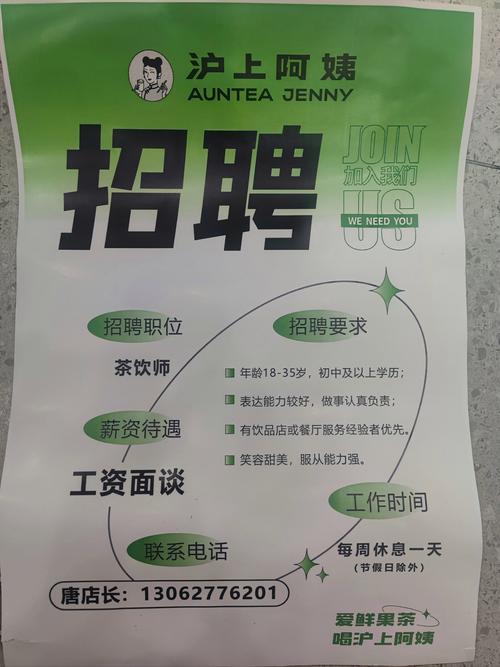 沪上阿姨
AUNTEA JENNY
招聘
JOIN
加入我们
WE NEED YOU
US
招聘职位
茶饮师
招聘要求
年龄18-35岁，初中及以上学历；
表达能力较好，做事认真负责；
有饮品店或餐厅服务经验者优先。
笑容甜美，服从能力强。
薪资待遇
工资面谈
工作时间
每周休息一天
(节假日除外)
联系电话
唐店长：13062776201
爱鲜果茶
喝沪上阿姨